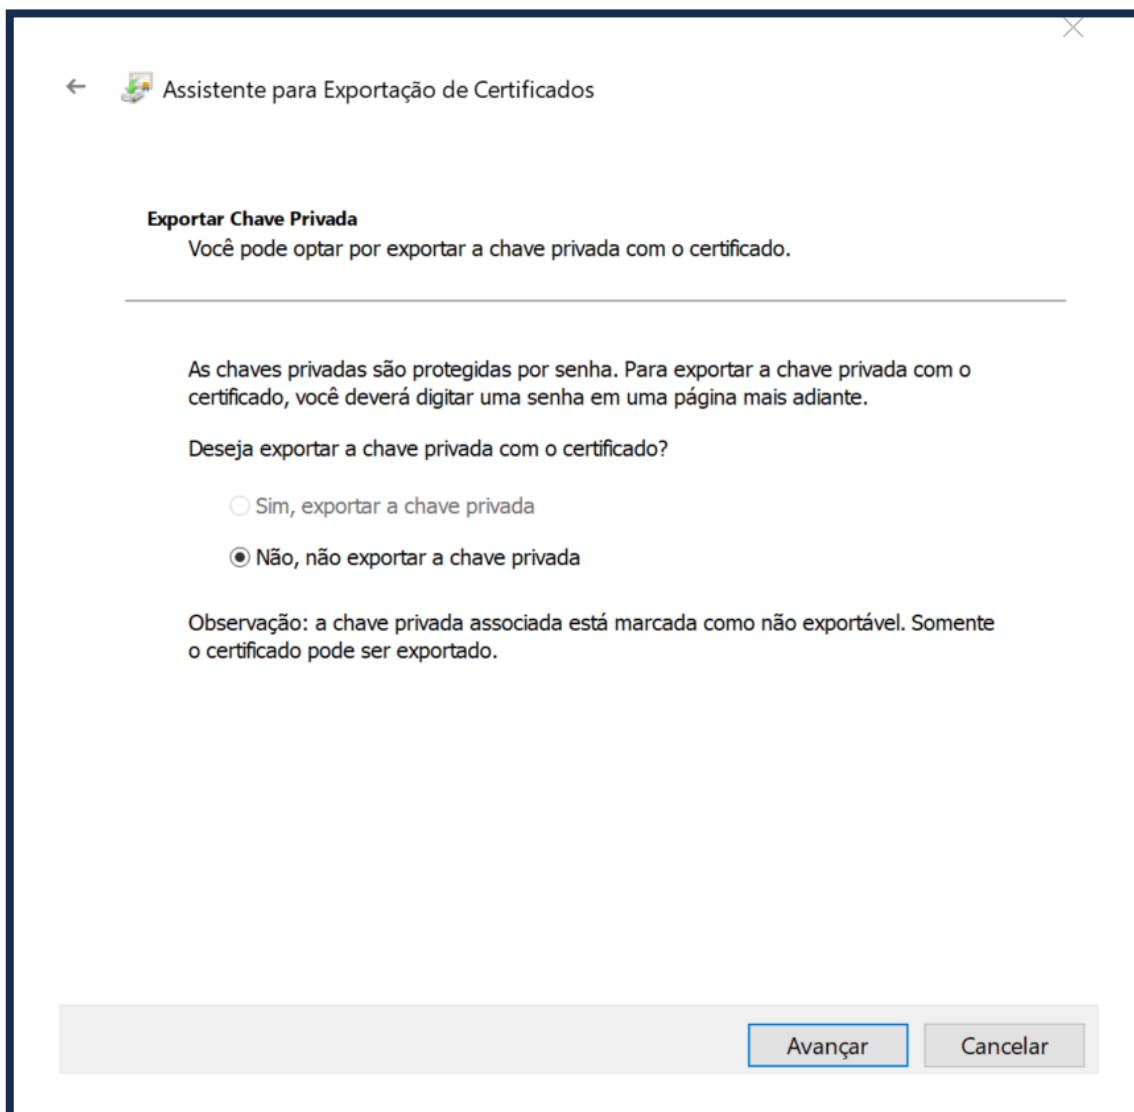 Assistente para Exportação de Certificados
Exportar Chave Privada
Você pode optar por exportar a chave privada com o certificado.
As chaves privadas são protegidas por senha. Para exportar a chave privada com o
certificado, você deverá digitar uma senha em uma página mais adiante.
Deseja exportar a chave privada com o certificado?
Sim, exportar a chave privada
Não, não exportar a chave privada
Observação: a chave privada associada está marcada como não exportável. Somente
o certificado pode ser exportado.
Avançar
Cancelar